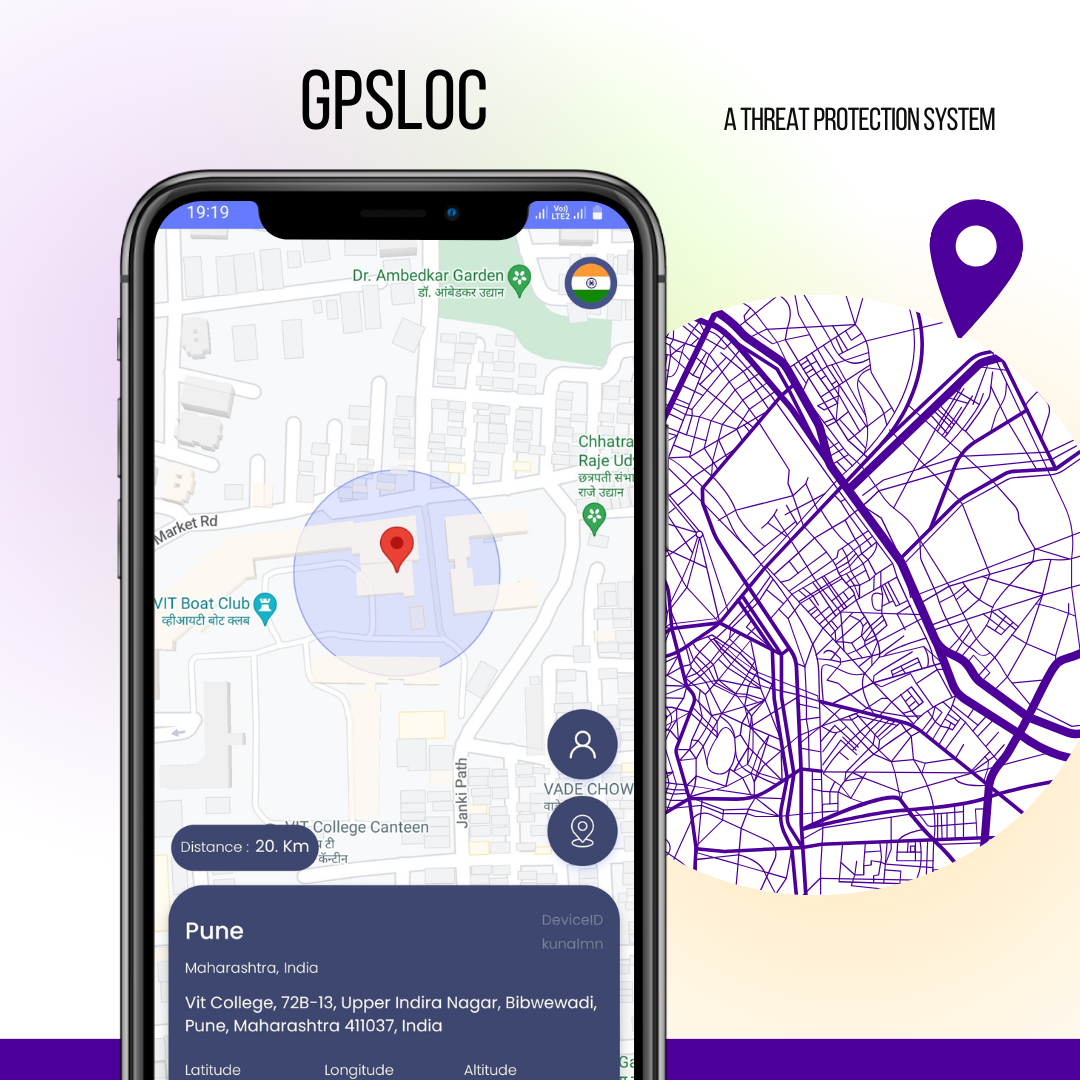 GPSLOC
A THREAT PROTECTION SYSTEM
19:19
Vo))
LTE2
Dr. Ambedkar Garden
डॉ. आंबेडकर उद्यान
Chhatra
Raje Udy
छत्रपती संभा
राजे उद्यान
Market Rd
VIT Boat Club
व्हीआयटी बोट क्लब
Janki Path
VADE CHOW
वाडे
VIT College Canteen
टी
कॅन्टीन
Distance : 20. Km
Pune
DeviceID
kunalmn
Maharashtra, India
Vit College, 72B-13, Upper Indira Nagar, Bibwewadi,
Pune, Maharashtra 411037, India
Latitude Longitude Altitude
Ga